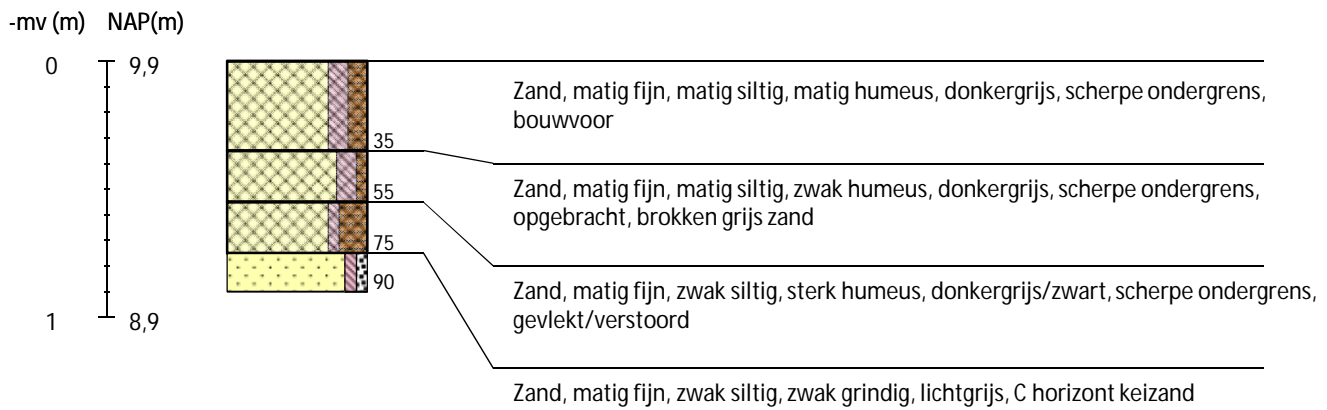 -mv (m) NAP(m)
0 9,9
Zand, matig fijn, matig siltig, matig humeus, donkergrijs, scherpe ondergrens,
bouwvoor
35
Zand, matig fijn, matig siltig, zwak humeus, donkergrijs, scherpe ondergrens,
opgebracht, brokken grijs zand
55
75
Zand, matig fijn, zwak siltig, sterk humeus, donkergrijs/zwart, scherpe ondergrens,
gevlekt/verstoord
90
1 8,9
Zand, matig fijn, zwak siltig, zwak grindig, lichtgrijs, C horizont keizand